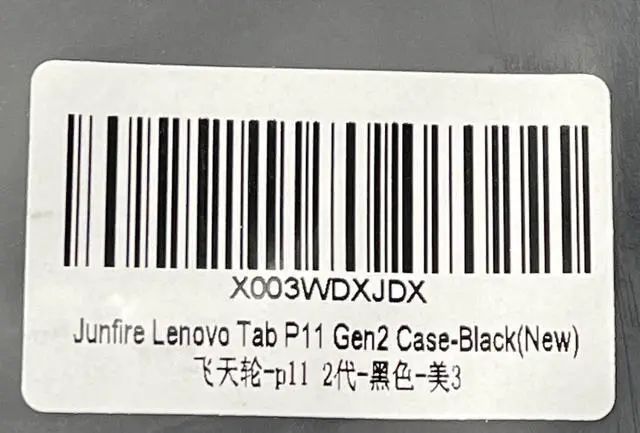 X003WDXJDX
Junfire Lenovo Tab P11 Gen2 Case-Black(New)
飞天轮-p11 2代-黑色-美3